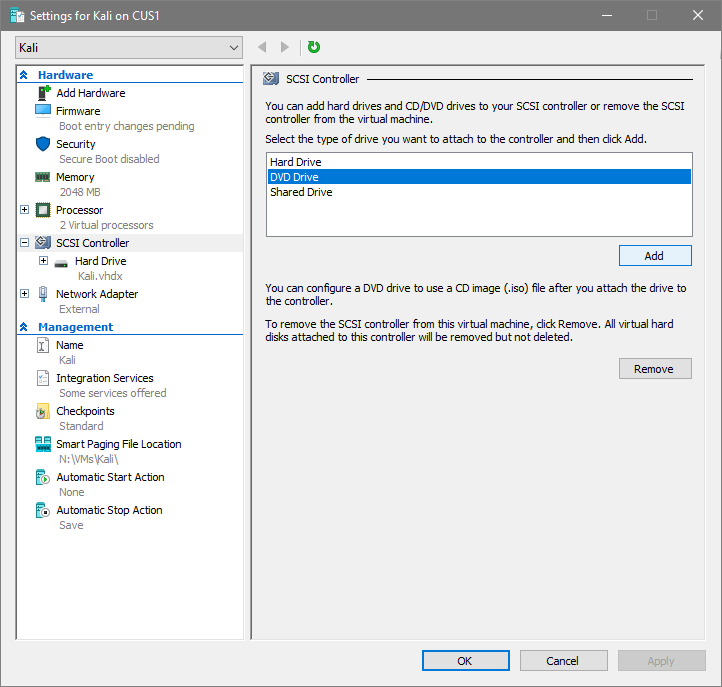 Settings for Kali on CUS1
Kali
Hardware
Add Hardware
Firmware
Boot entry changes pending
Security
Secure Boot disabled
Memory
2048 MB
Processor
2 Virtual processors
SCSI Controller
Hard Drive
Kali.vhdx
Network Adapter
External
Management
Name
Kali
Integration Services
Some services offered
Checkpoints
Standard
Smart Paging File Location
N:\VMs\Kali\
Automatic Start Action
None
Automatic Stop Action
Save
SCSI Controller
You can add hard drives and CD/DVD drives to your SCSI controller or remove the SCSI
controller from the virtual machine.
Select the type of drive you want to attach to the controller and then click Add.
Hard Drive
DVD Drive
Shared Drive
Add
You can configure a DVD drive to use a CD image (.iso) file after you attach the drive to
the controller.
To remove the SCSI controller from this virtual machine, click Remove. All virtual hard
disks attached to this controller will be removed but not deleted.
Remove
OK
Cancel
Apply